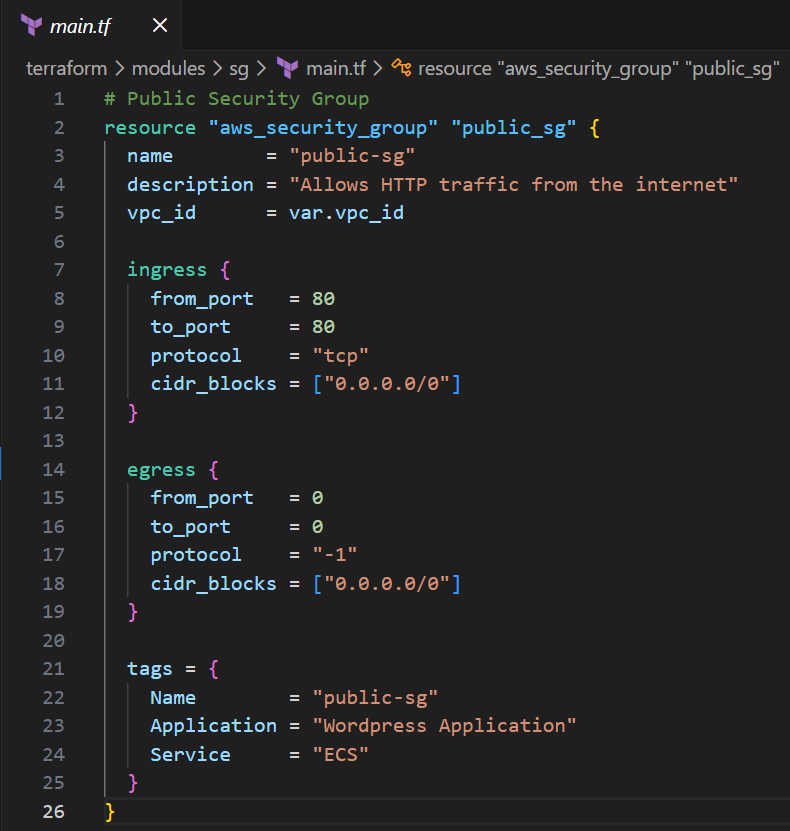 main.tf
terraform > modules > sg > main.tf > resource "aws_security_group" "public_sg"
1 # Public Security Group
2 resource "aws_security_group" "public_sg" {
3   name        = "public-sg"
4   description = "Allows HTTP traffic from the internet"
5   vpc_id      = var.vpc_id
6
7   ingress {
8     from_port   = 80
9     to_port     = 80
10     protocol    = "tcp"
11     cidr_blocks = ["0.0.0.0/0"]
12   }
13
14   egress {
15     from_port   = 0
16     to_port     = 0
17     protocol    = "-1"
18     cidr_blocks = ["0.0.0.0/0"]
19   }
20
21   tags = {
22     Name        = "public-sg"
23     Application = "Wordpress Application"
24     Service     = "ECS"
25   }
26 }